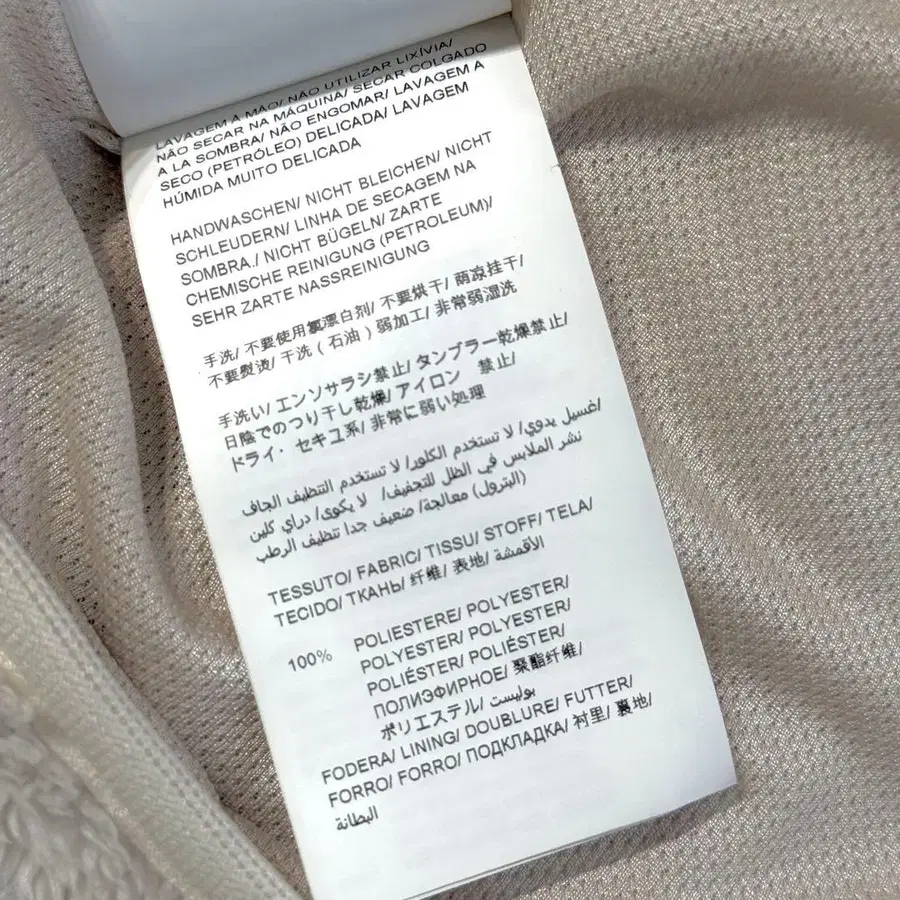 LAVAGEM À MÃO/ NÃO UTILIZAR LIXÍVIA/
NÃO SECAR NA MÁQUINA/ SECAR COLGADO
A LA SOMBRA/ NÃO ENGOMAR/ LAVAGEM A
SECO (PETRÓLEO) DELICADA/ LAVAGEM
HÚMIDA MUITO DELICADA
HANDWASCHEN/ NICHT BLEICHEN/ NICHT
SCHLEUDERN/ LINHA DE SECAGEM NA
SOMBRA./ NICHT BÜGELN/ ZARTE
CHEMISCHE REINIGUNG (PETROLEUM)/
SEHR ZARTE NASSREINIGUNG
手洗/ 不要使用氯漂白剂/ 不要烘干/ 荫凉挂干/
不要熨烫/ 干洗 ( 石油 ) 弱加工/ 非常弱湿洗
手洗い/ エンソサラシ禁止/ タンブラー乾燥禁止/
日陰でのつり干し乾燥/ アイロン 禁止/
ドライ・セキユ系/ 非常に弱い処理
غسيل يدوي/ لا تستخدم الكلور/ لا تستخدم التنظيف الجاف
نشر الملابس في الظل للتجفيف/ لا يكوى/ دراي كلين
(البترول) معالجة/ ضعيف جدا تنظيف الرطب
TESSUTO/ FABRIC/ TISSU/ STOFF/ TELA/
TECIDO/ ТКАНЬ/ 纤维/ 表地/ الأقمشة
100% POLIESTERE/ POLYESTER/
POLYESTER/ POLYESTER/
POLIÉSTER/ POLIÉSTER/
ПОЛИЭФИРНОЕ/ 聚酯纤维/
ポリエステル/ بوليست
FODERA/ LINING/ DOUBLURE/ FUTTER/
FORRO/ FORRO/ ПОДКЛАДКА/ 衬里/ 裏地/
البطانة